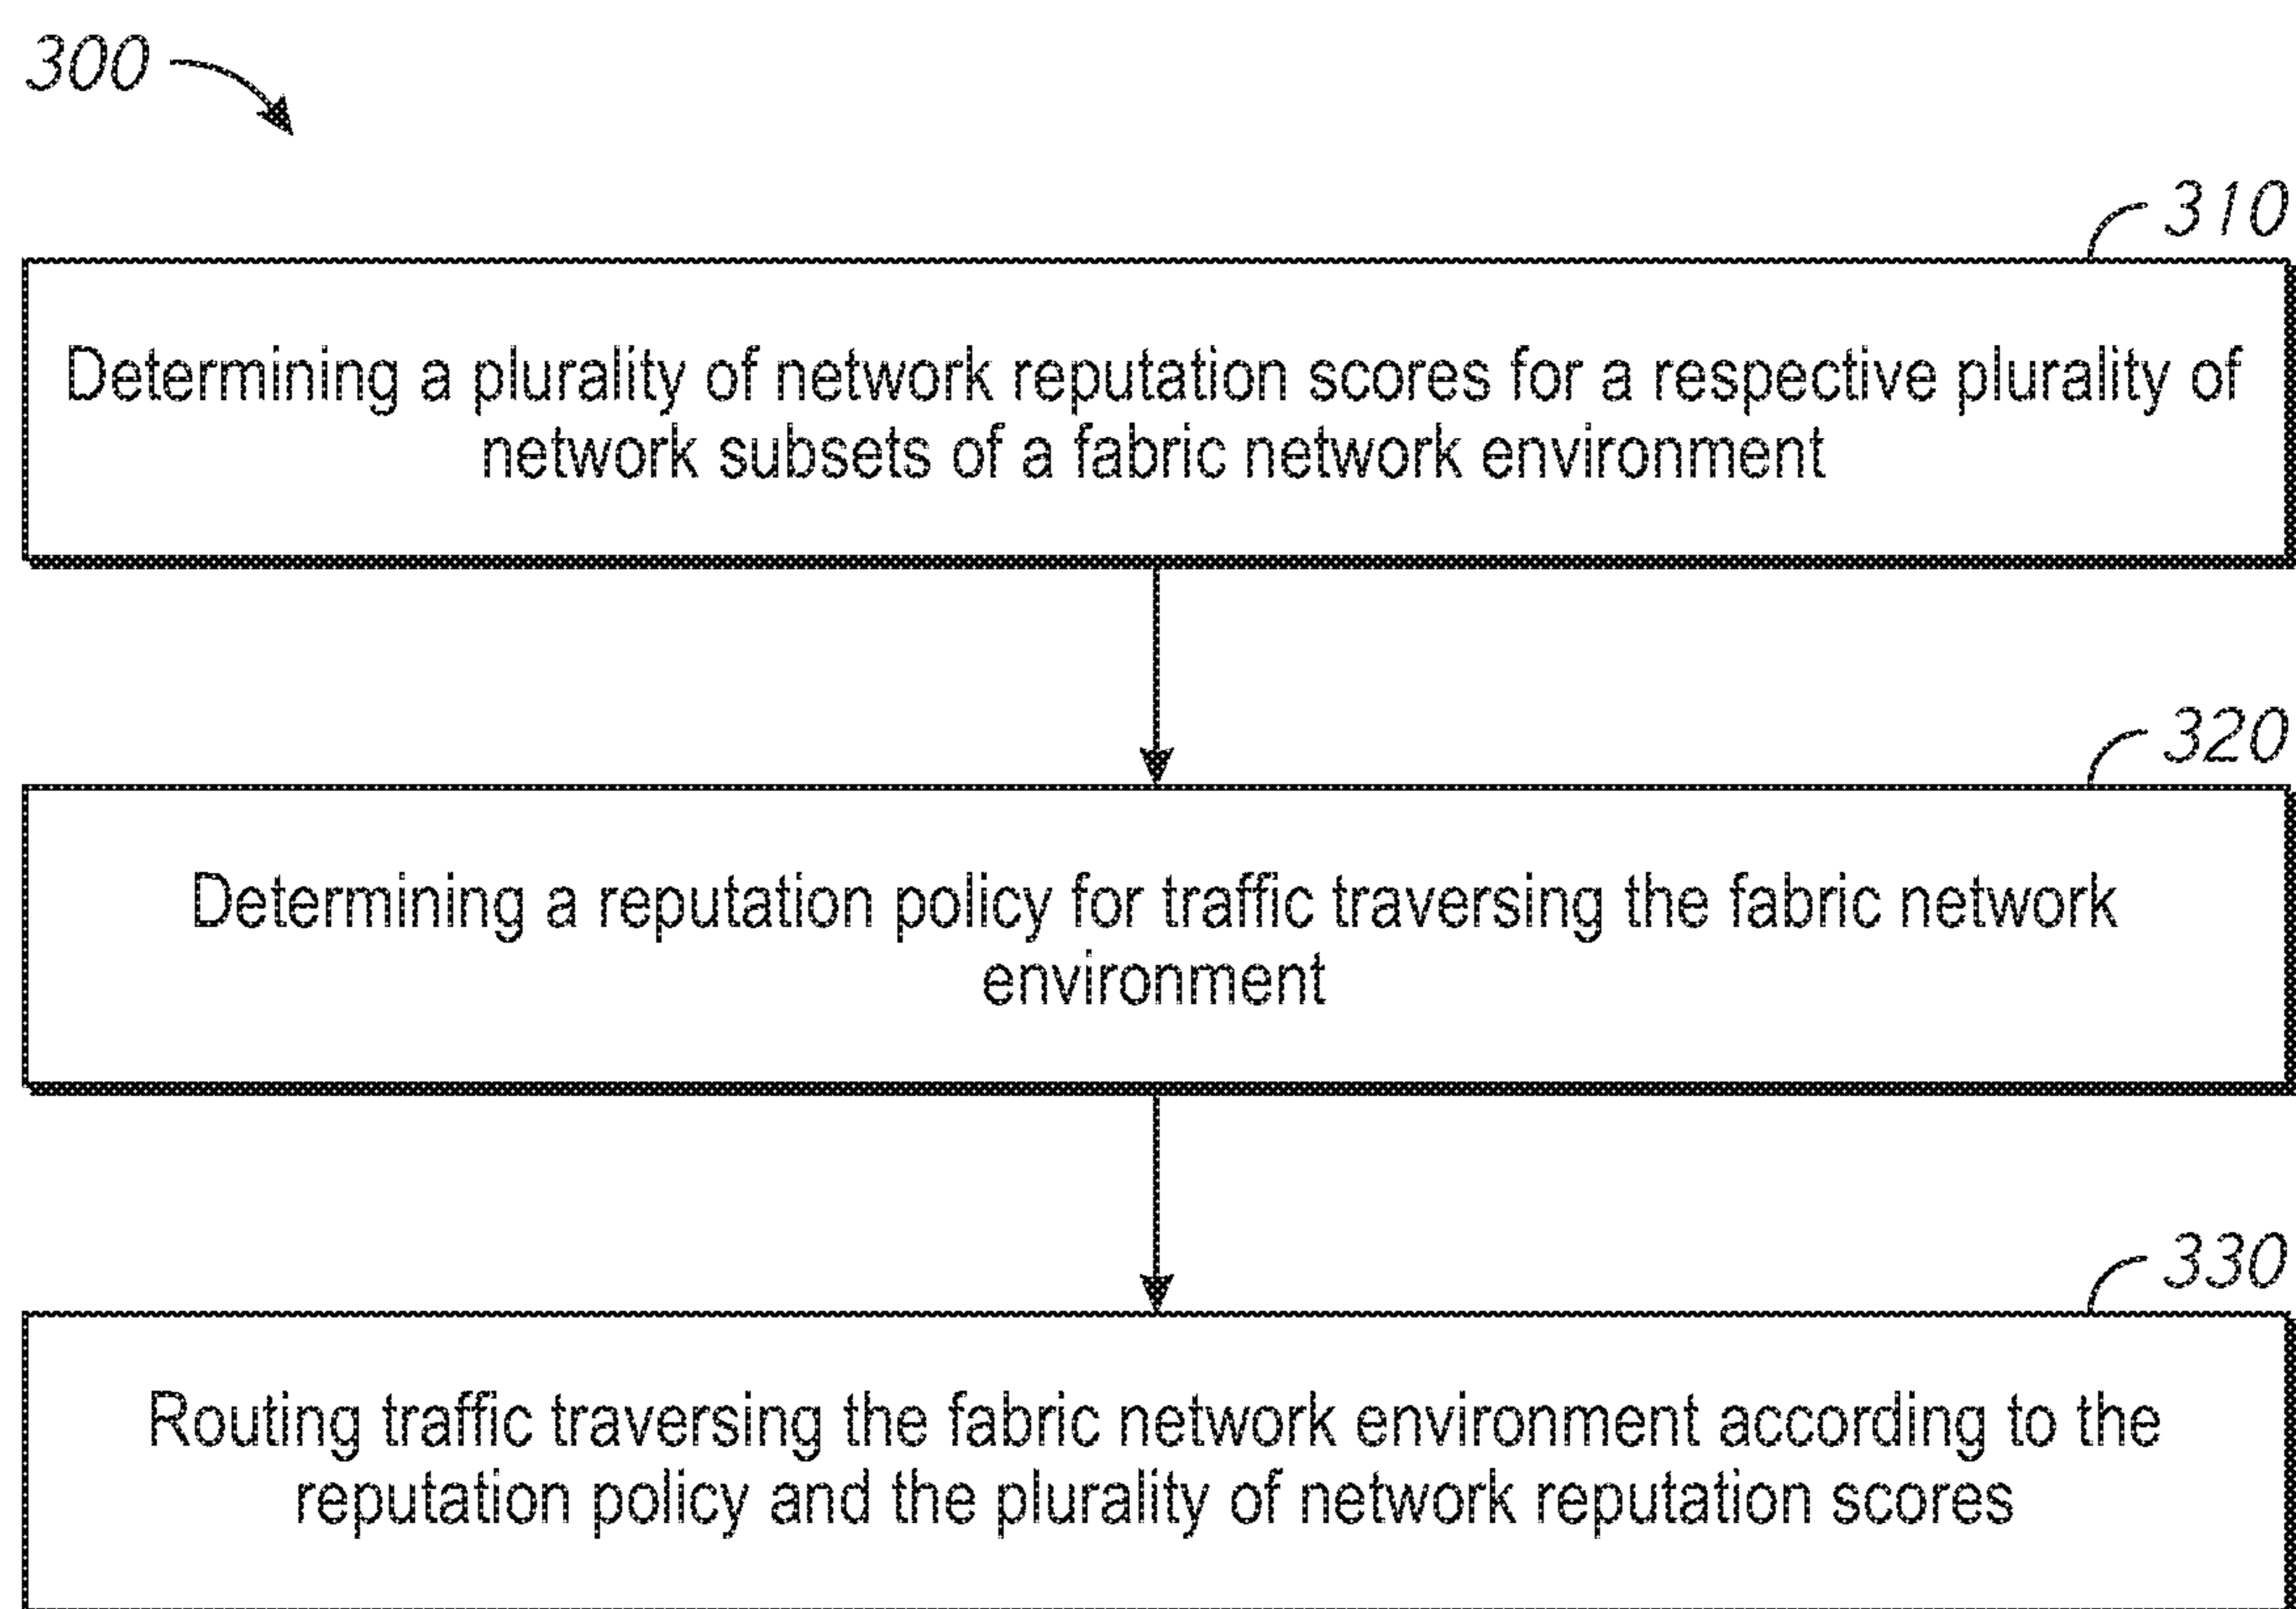 300
310
Determining a plurality of network reputation scores for a respective plurality of
network subsets of a fabric network environment
320
Determining a reputation policy for traffic traversing the fabric network
environment
330
Routing traffic traversing the fabric network environment according to the
reputation policy and the plurality of network reputation scores